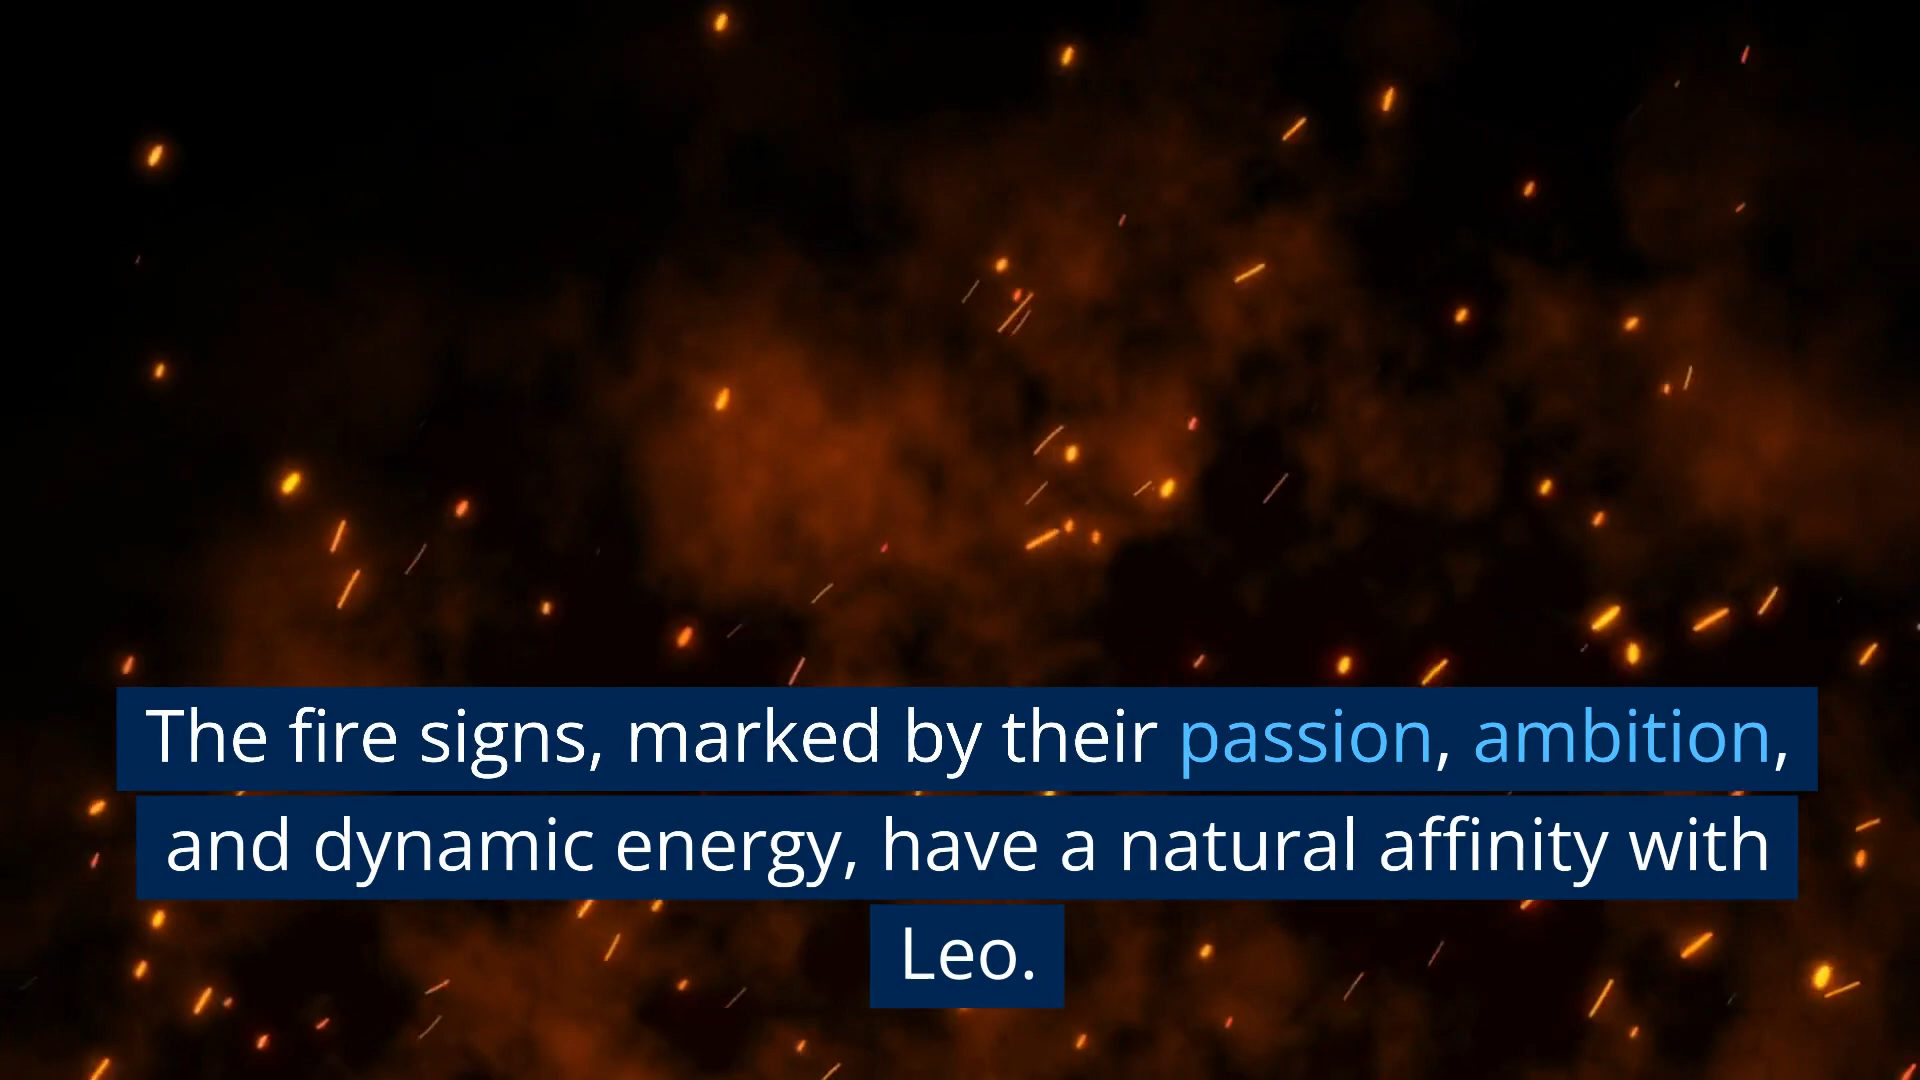 The fire signs, marked by their passion, ambition,
and dynamic energy, have a natural affinity with
Leo.